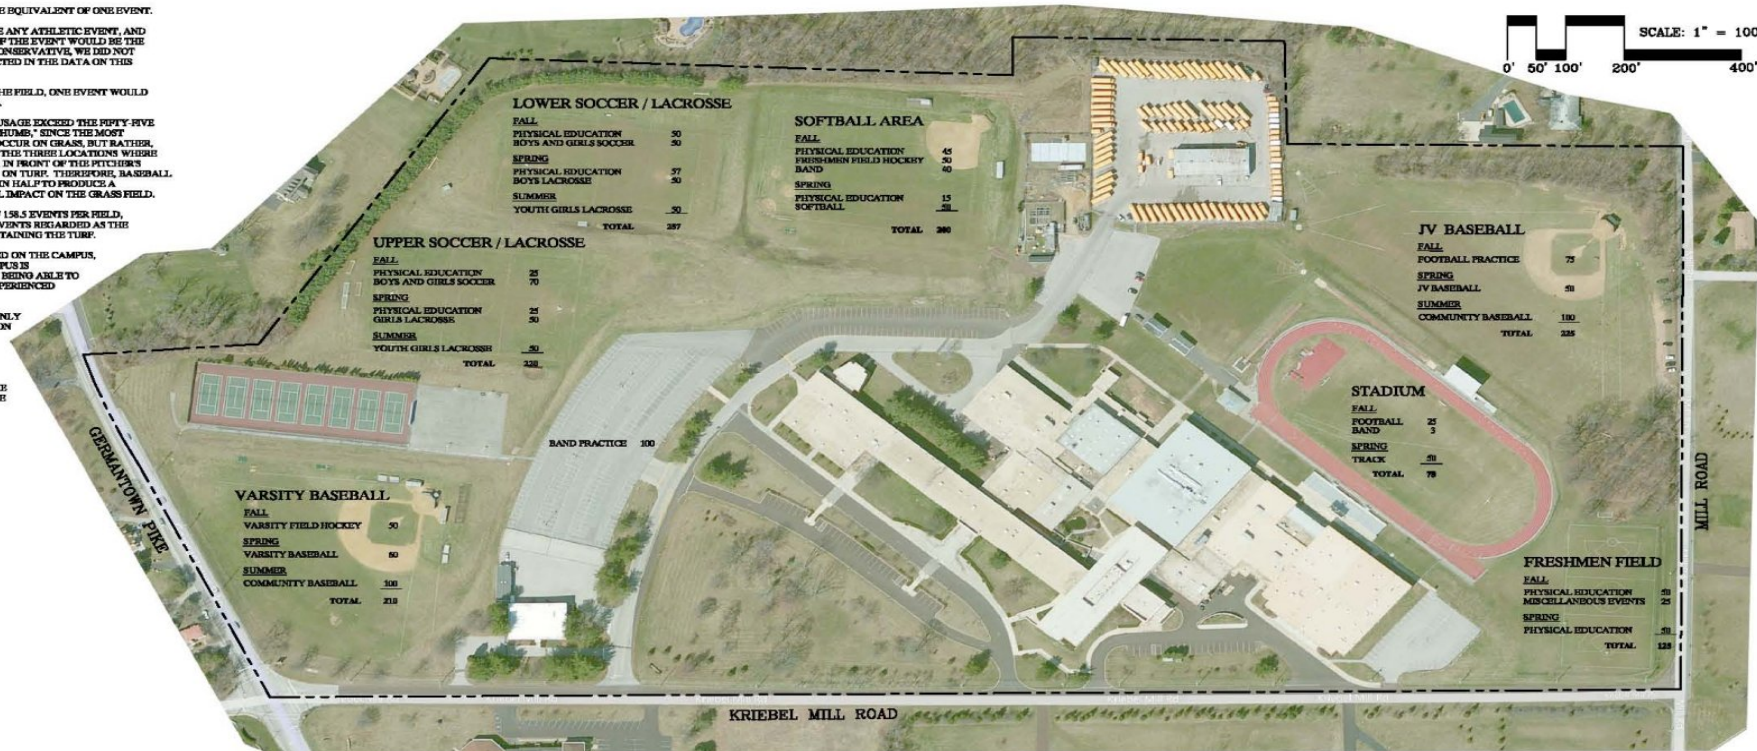 E EQUIVALENT OF ONE EVENT.
E ANY ATHLETIC EVENT, AND
F THE EVENT WOULD BE THE
ONSERVATIVE, WE DID NOT
TED IN THE DATA ON THIS
HE FIELD, ONE EVENT WOULD
USAGE EXCEED THE FIFTY-FIVE
HUMB," SINCE THE MOST
OCCUR ON GRASS, BUT RATHER,
THE THREE LOCATIONS WHERE
IN FRONT OF THE PITCHER'S
ON TURF. THEREFORE, BASEBALL
IN HALF TO PRODUCE A
L IMPACT ON THE GRASS FIELD.
158.5 EVENTS PER FIELD,
VENTS REGARDED AS THE
TAINING THE TURF.
ED ON THE CAMPUS,
PUS IS
BEING ABLE TO
PERIENCED
NLY
ON
E
E
SCALE: 1" = 100
0' 50' 100' 200' 400'
LOWER SOCCER / LACROSSE
FALL
PHYSICAL EDUCATION 50
BOYS AND GIRLS SOCCER 50
SPRING
PHYSICAL EDUCATION 37
BOYS LACROSSE 50
SUMMER
YOUTH GIRLS LACROSSE 50
TOTAL 237
SOFTBALL AREA
FALL
PHYSICAL EDUCATION 45
FRESHMEN FIELD HOCKEY 50
BAND 40
SPRING
PHYSICAL EDUCATION 15
SOFTBALL 50
TOTAL 200
UPPER SOCCER / LACROSSE
FALL
PHYSICAL EDUCATION 25
BOYS AND GIRLS SOCCER 70
SPRING
PHYSICAL EDUCATION 25
GIRLS LACROSSE 50
SUMMER
YOUTH GIRLS LACROSSE 50
TOTAL 220
JV BASEBALL
FALL
FOOTBALL PRACTICE 75
SPRING
JV BASEBALL 50
SUMMER
COMMUNITY BASEBALL 100
TOTAL 225
STADIUM
FALL
FOOTBALL 25
BAND 3
SPRING
TRACK 50
TOTAL 78
BAND PRACTICE 100
GERMANTOWN PIKE
VARSITY BASEBALL
FALL
VARSITY FIELD HOCKEY 50
SPRING
VARSITY BASEBALL 60
SUMMER
COMMUNITY BASEBALL 100
TOTAL 210
MILL ROAD
FRESHMEN FIELD
FALL
PHYSICAL EDUCATION 50
MISCELLANEOUS EVENTS 25
SPRING
PHYSICAL EDUCATION 50
TOTAL 125
KRIEBEL MILL ROAD